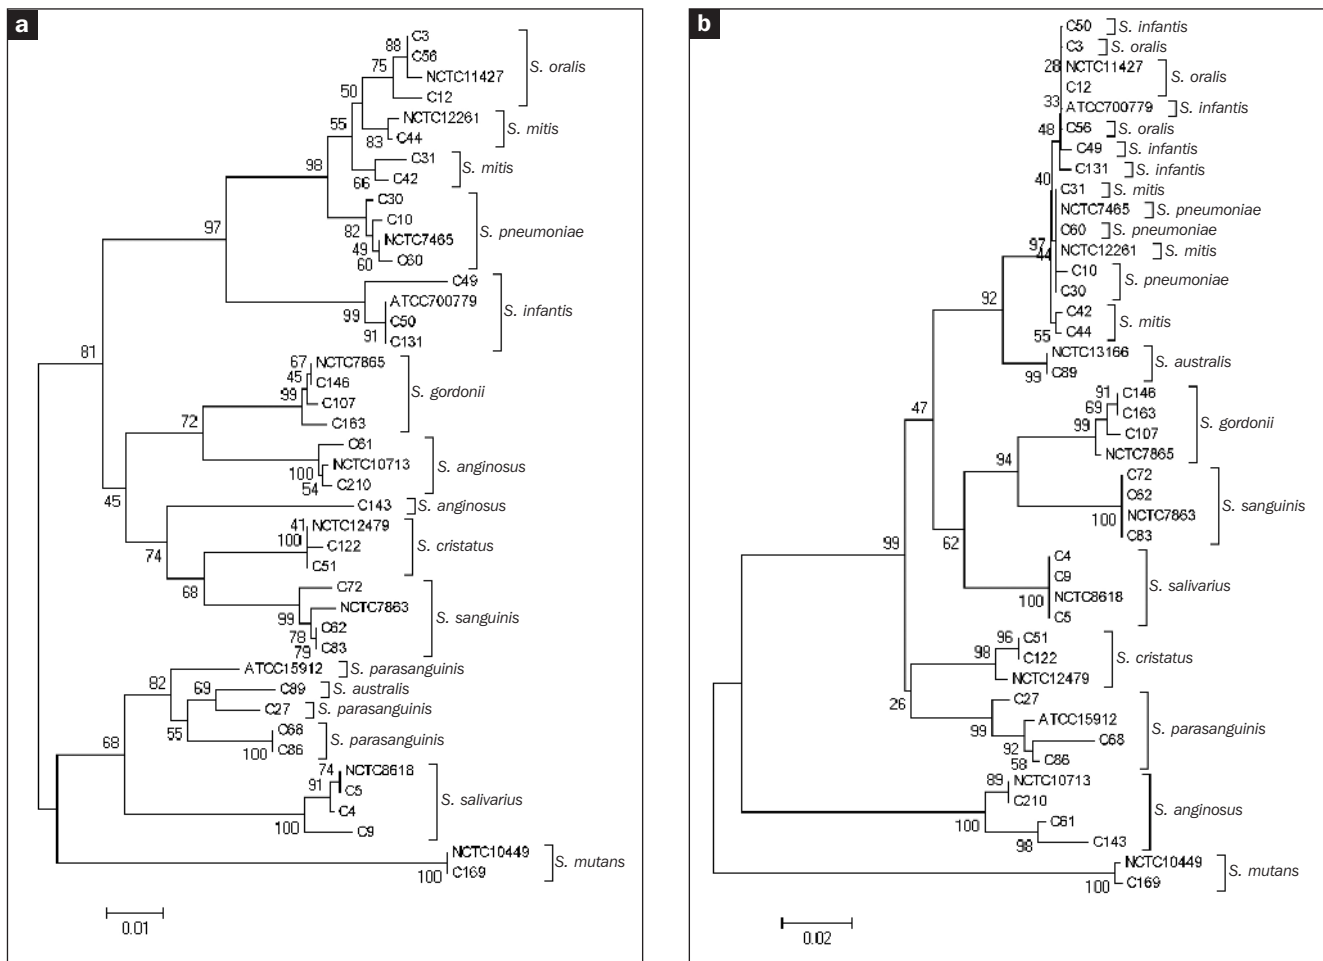 a
C3
88
C56
S. oralis
75
NCTC11427
C12
50
NCTC12261
S. mitis
55
83
C44
C31
S. mitis
98
66
C42
C30
C10
82
NCTC7465
S. pneumoniae
49
60
C60
97
C49
ATCC700779
S. infantis
99
C50
91
C131
81
67
NCTC7865
45
C146
S. gordonii
99
C107
72
C163
C61
NCTC10713
S. anginosus
100
54
C210
45
C143
S. anginosus
41
NCTC12479
100
C122
S. cristatus
74
C51
68
C72
NCTC7863
99
C62
S. sanguinis
78
79
C83
ATCC15912
S. parasanguinis
82
69
C89
S. australis
C27
S. parasanguinis
55
C68
S. parasanguinis
100
C86
68
74
NCTC8618
91
C5
S. salivarius
C4
100
C9
NCTC10449
S. mutans
100
C169
0.01
b
C50
S. infantis
C3
S. oralis
28
NCTC11427
S. oralis
C12
33
ATCC700779
S. infantis
48
C56
S. oralis
C49
S. infantis
C131
S. infantis
40
C31
S. mitis
NCTC7465
S. pneumoniae
C60
S. pneumoniae
97
44
NCTC12261
S. mitis
C10
S. pneumoniae
C30
92
C42
S. mitis
55
C44
NCTC13166
S. australis
99
C89
47
91
C146
69
C163
S. gordonii
99
C107
94
NCTC7865
C72
C62
S. sanguinis
100
NCTC7863
C83
99
62
C4
C9
S. salivarius
100
NCTC8618
C5
96
C51
98
C122
S. cristatus
NCTC12479
26
C27
ATCC15912
S. parasanguinis
99
C68
92
58
C86
89
NCTC10713
C210
S. anginosus
100
C61
98
C143
NCTC10449
S. mutans
100
C169
0.02